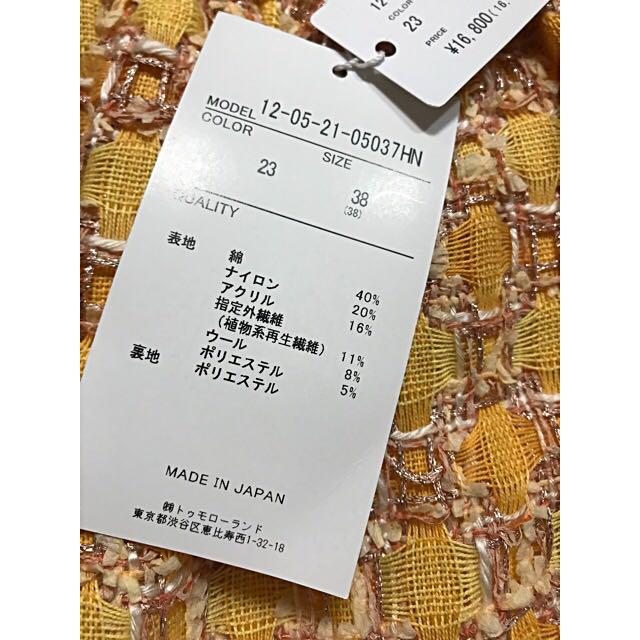 12
COLOR
23
PRICE
¥16,800(16,
MODEL 12-05-21-05037HN
COLOR SIZE
23 38
(38)
QUALITY
表地 綿 40%
ナイロン 20%
アクリル 16%
指定外繊維
(植物系再生繊維) 11%
ウール 8%
ポリエステル 5%
裏地 ポリエステル
MADE IN JAPAN
㈱トゥモローランド
東京都渋谷区恵比寿西1-32-18